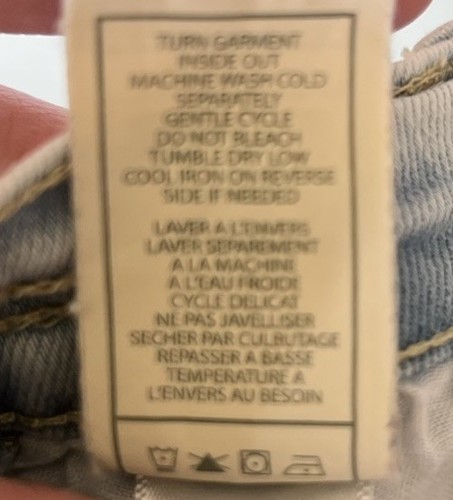 TURN GARMENT
INSIDE OUT
MACHINE WASH COLD
SEPARATELY
GENTLE CYCLE
DO NOT BLEACH
TUMBLE DRY LOW
COOL IRON ON REVERSE
SIDE IF NEEDED
LAVER A L'ENVERS
LAVER SEPAREMENT
A LA MACHINE
A L'EAU FROIDE
CYCLE DELICAT
NE PAS JAVELLISER
SECHER PAR CULBUTAGE
REPASSER A BASSE
TEMPERATURE A
L'ENVERS AU BESOIN